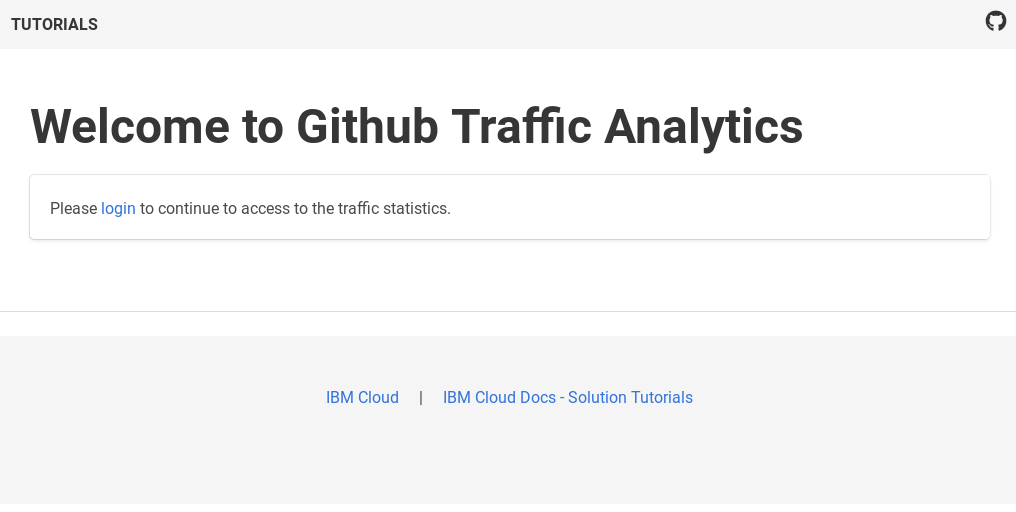 TUTORIALS
Welcome to Github Traffic Analytics
Please login to continue to access to the traffic statistics.
IBM Cloud | IBM Cloud Docs - Solution Tutorials